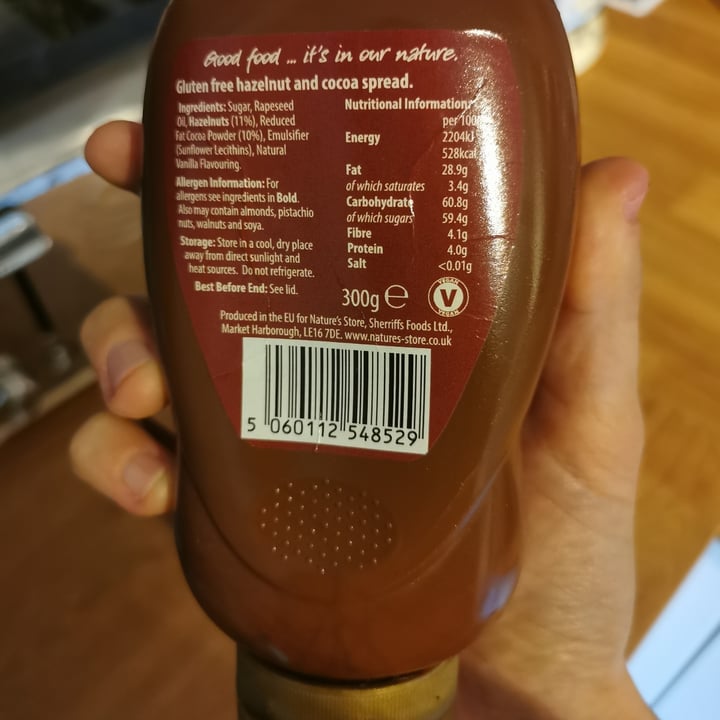 Good food ... it's in our nature.
Gluten free hazelnut and cocoa spread.
Ingredients: Sugar, Rapeseed
Oil, Hazelnuts (11%), Reduced
Fat Cocoa Powder (10%), Emulsifier
(Sunflower Lecithins), Natural
Vanilla Flavouring.
Allergen Information: For
allergens see ingredients in Bold.
Also may contain almonds, pistachio
nuts, walnuts and soya.
Storage: Store in a cool, dry place
away from direct sunlight and
heat sources. Do not refrigerate.
Best Before End: See lid.
Nutritional Information
per 100
Energy 2204kJ
528kcal
Fat 28.9g
of which saturates 3.4g
Carbohydrate 60.8g
of which sugars 59.4g
Fibre 4.1g
Protein 4.0g
Salt <0.01g
300g e
VEGAN
V
VEGAN
Produced in the EU for Nature's Store, Sherriffs Foods Ltd.,
Market Harborough, LE16 7DE. www.natures-store.co.uk
5 060112 548529